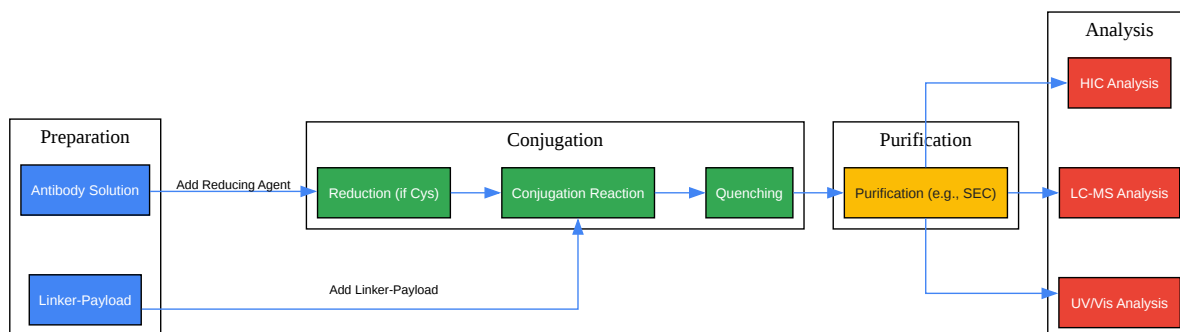 Preparation
Antibody Solution
Linker-Payload
Add Reducing Agent
Add Linker-Payload
Conjugation
Reduction (if Cys)
Conjugation Reaction
Quenching
Purification
Purification (e.g., SEC)
Analysis
HIC Analysis
LC-MS Analysis
UV/Vis Analysis